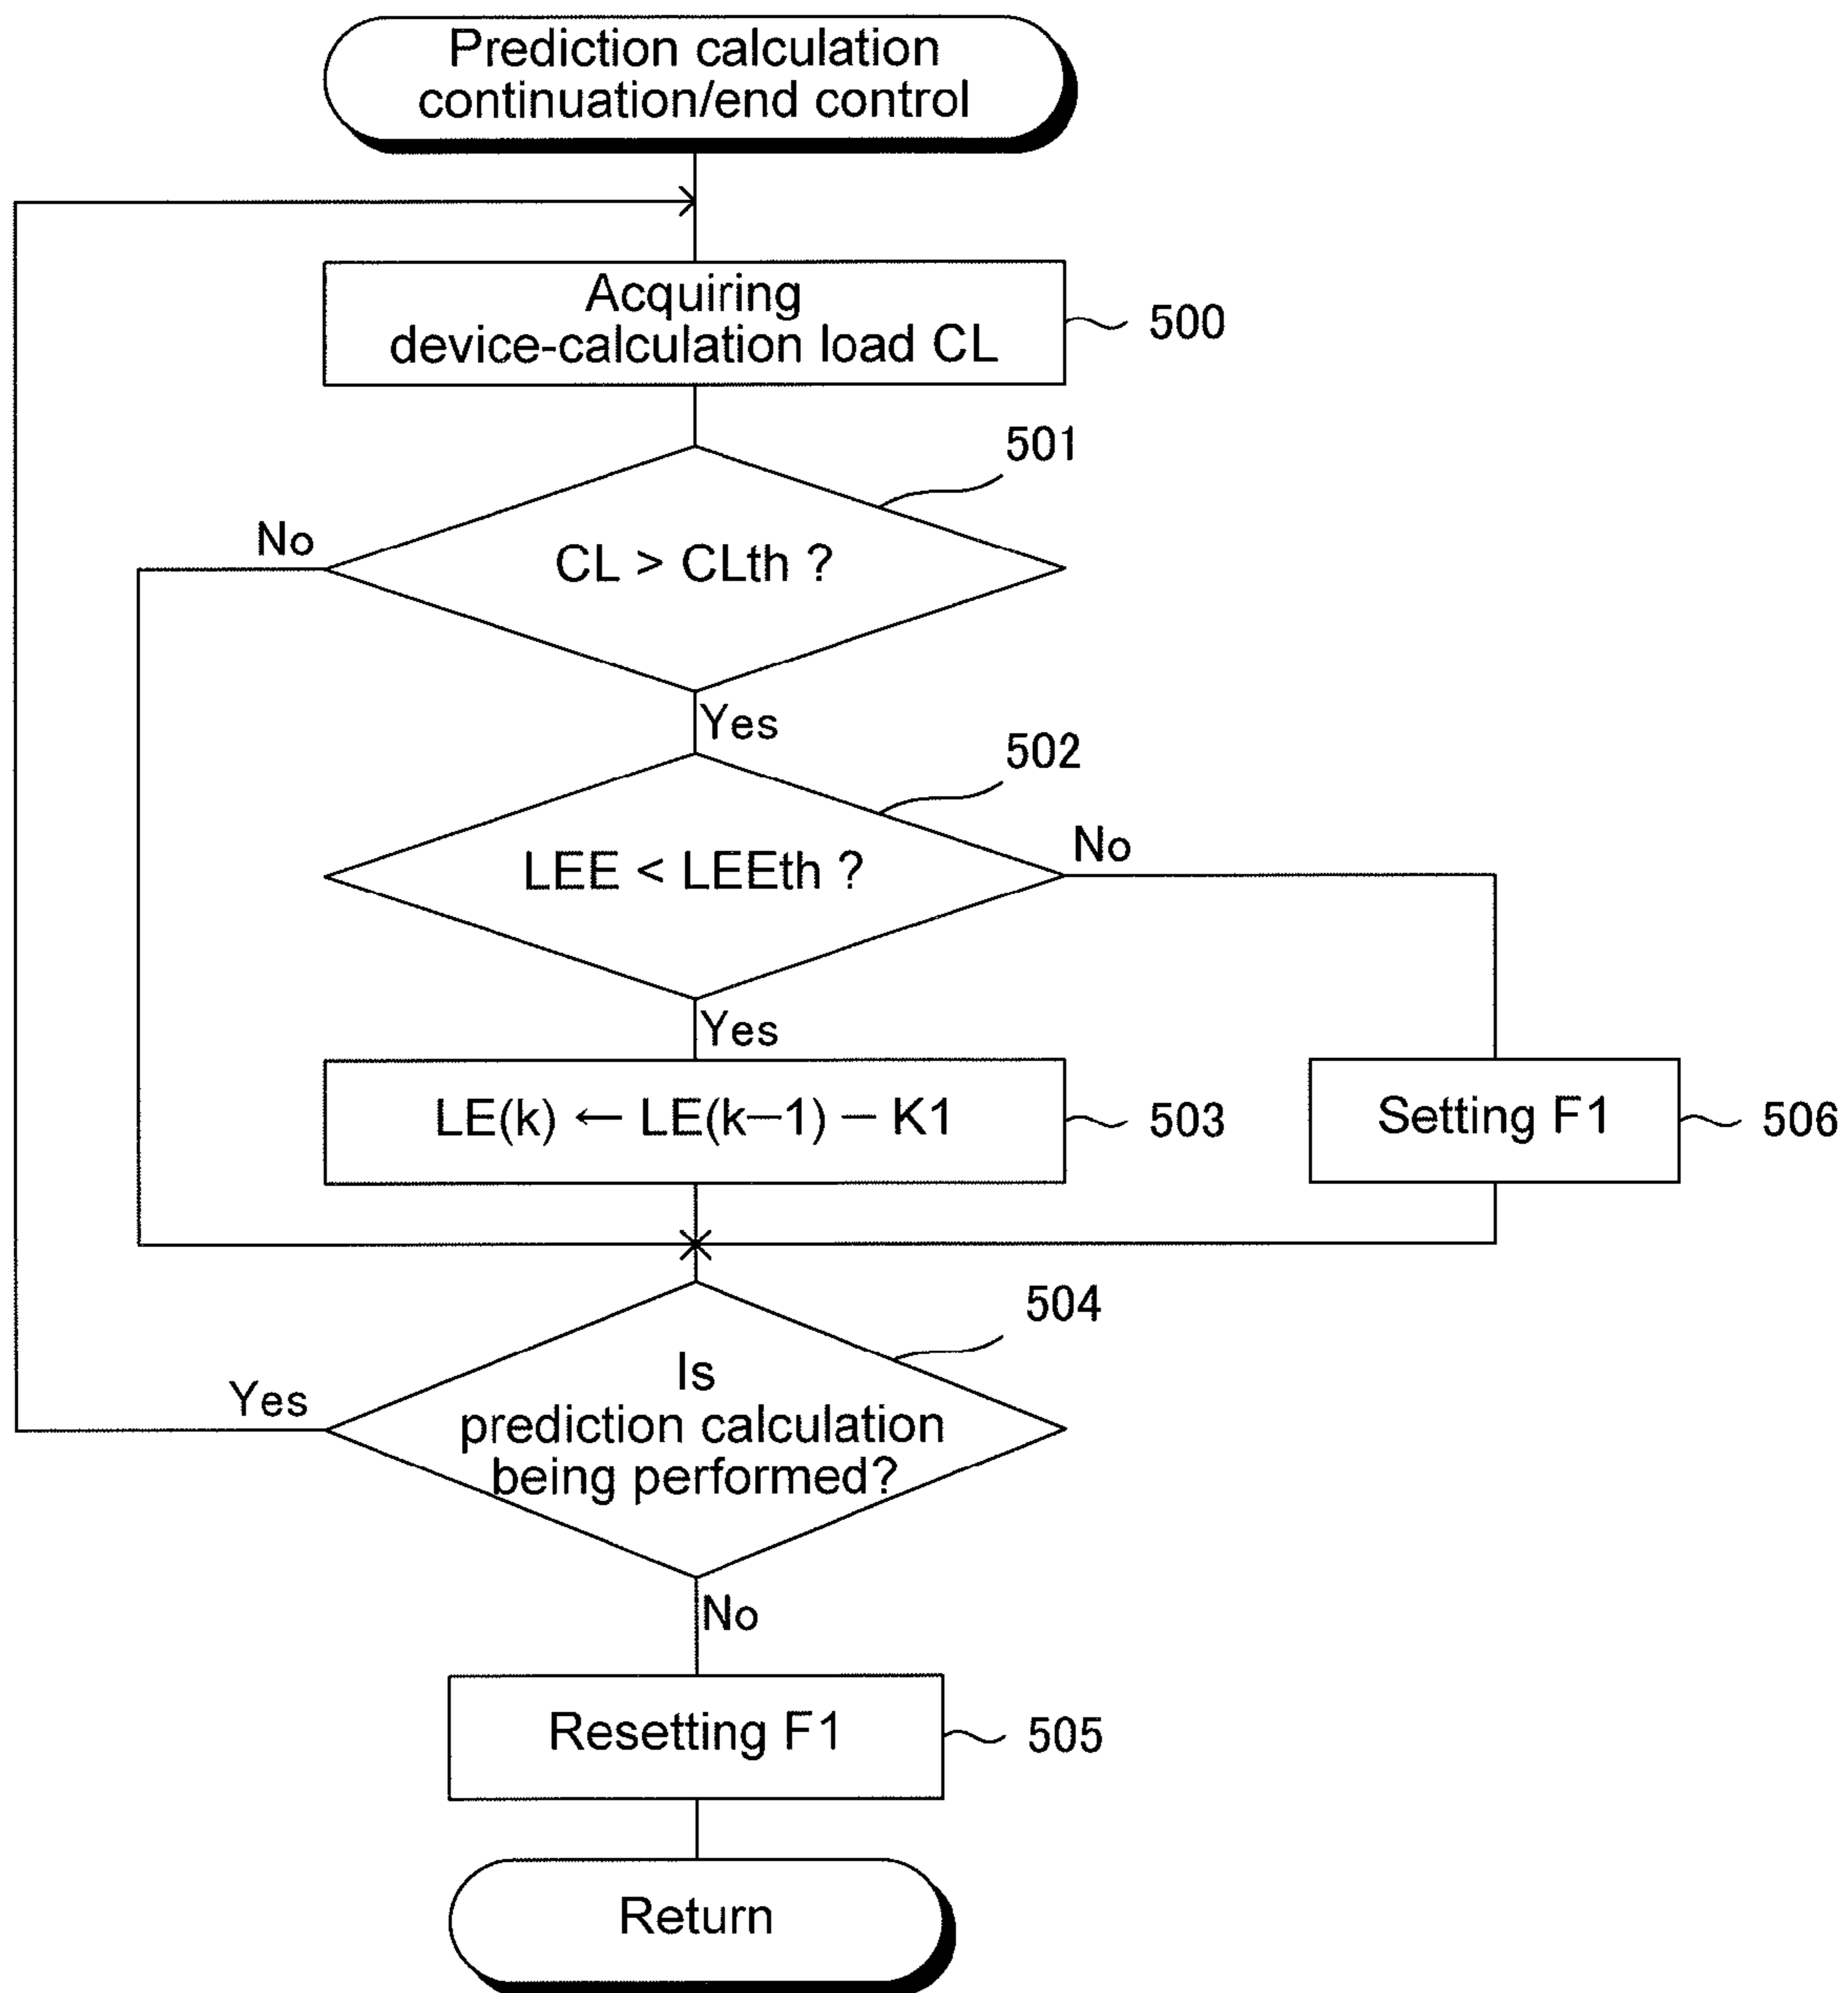 Prediction calculation
continuation/end control
Acquiring
device-calculation load CL
500
501
No
CL > CLth ?
Yes
502
LEE < LEEth ?
No
Yes
LE(k) ← LE(k−1) − K1
503
Setting F1
506
504
Is
prediction calculation
being performed?
Yes
No
Resetting F1
505
Return